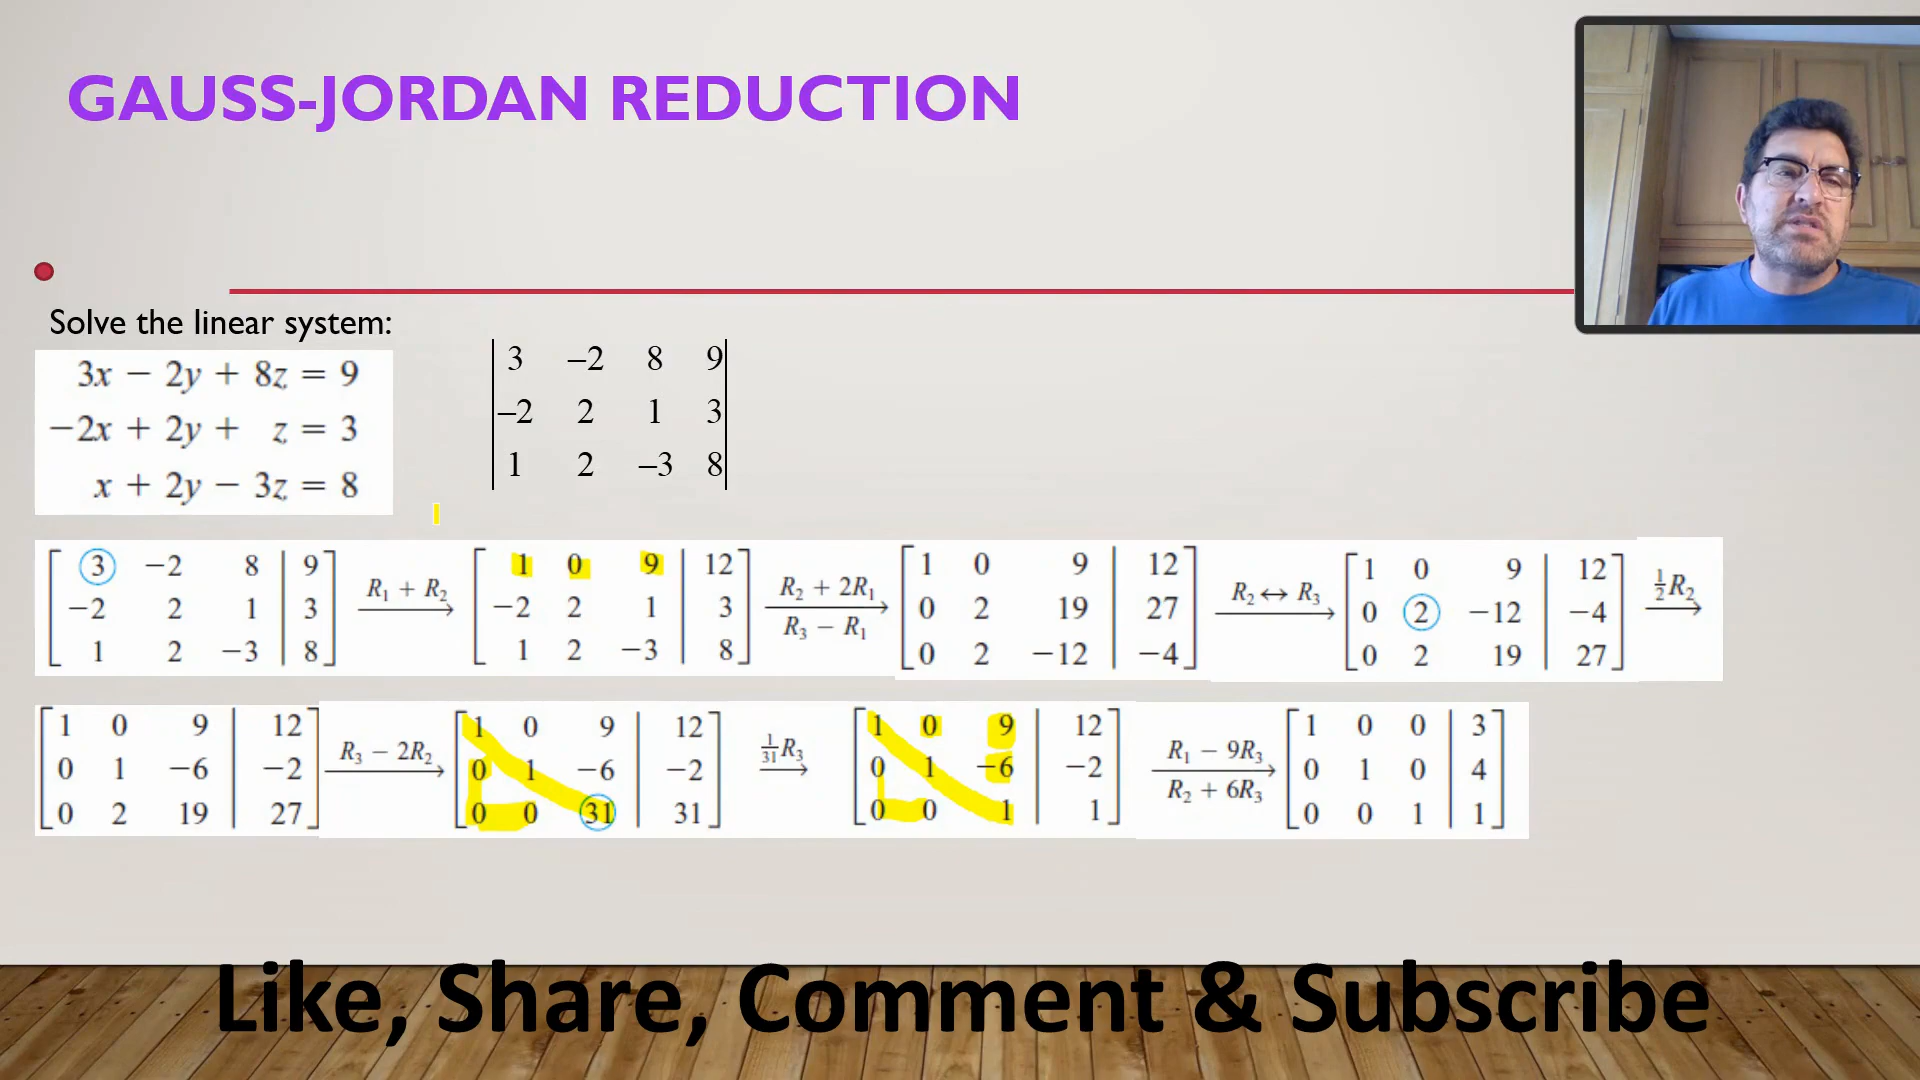 GAUSS-JORDAN REDUCTION
Solve the linear system:
3x − 2y + 8z = 9
−2x + 2y + z = 3
x + 2y − 3z = 8
3 −2 8 9
−2 2 1 3
1 2 −3 8
3 −2 8 | 9
−2 2 1 | 3
1 2 −3 | 8
R₁ + R₂
1 0 9 | 12
−2 2 1 | 3
1 2 −3 | 8
R₂ + 2R₁
R₃ − R₁
1 0 9 | 12
0 2 19 | 27
0 2 −12 | −4
R₂ ↔ R₃
1 0 9 | 12
0 2 −12 | −4
0 2 19 | 27
½R₂
1 0 9 | 12
0 1 −6 | −2
0 2 19 | 27
R₃ − 2R₂
1 0 9 | 12
0 1 −6 | −2
0 0 31 | 31
1/31 R₃
1 0 9 | 12
0 1 −6 | −2
0 0 1 | 1
R₁ − 9R₃
R₂ + 6R₃
1 0 0 | 3
0 1 0 | 4
0 0 1 | 1
Like, Share, Comment & Subscribe